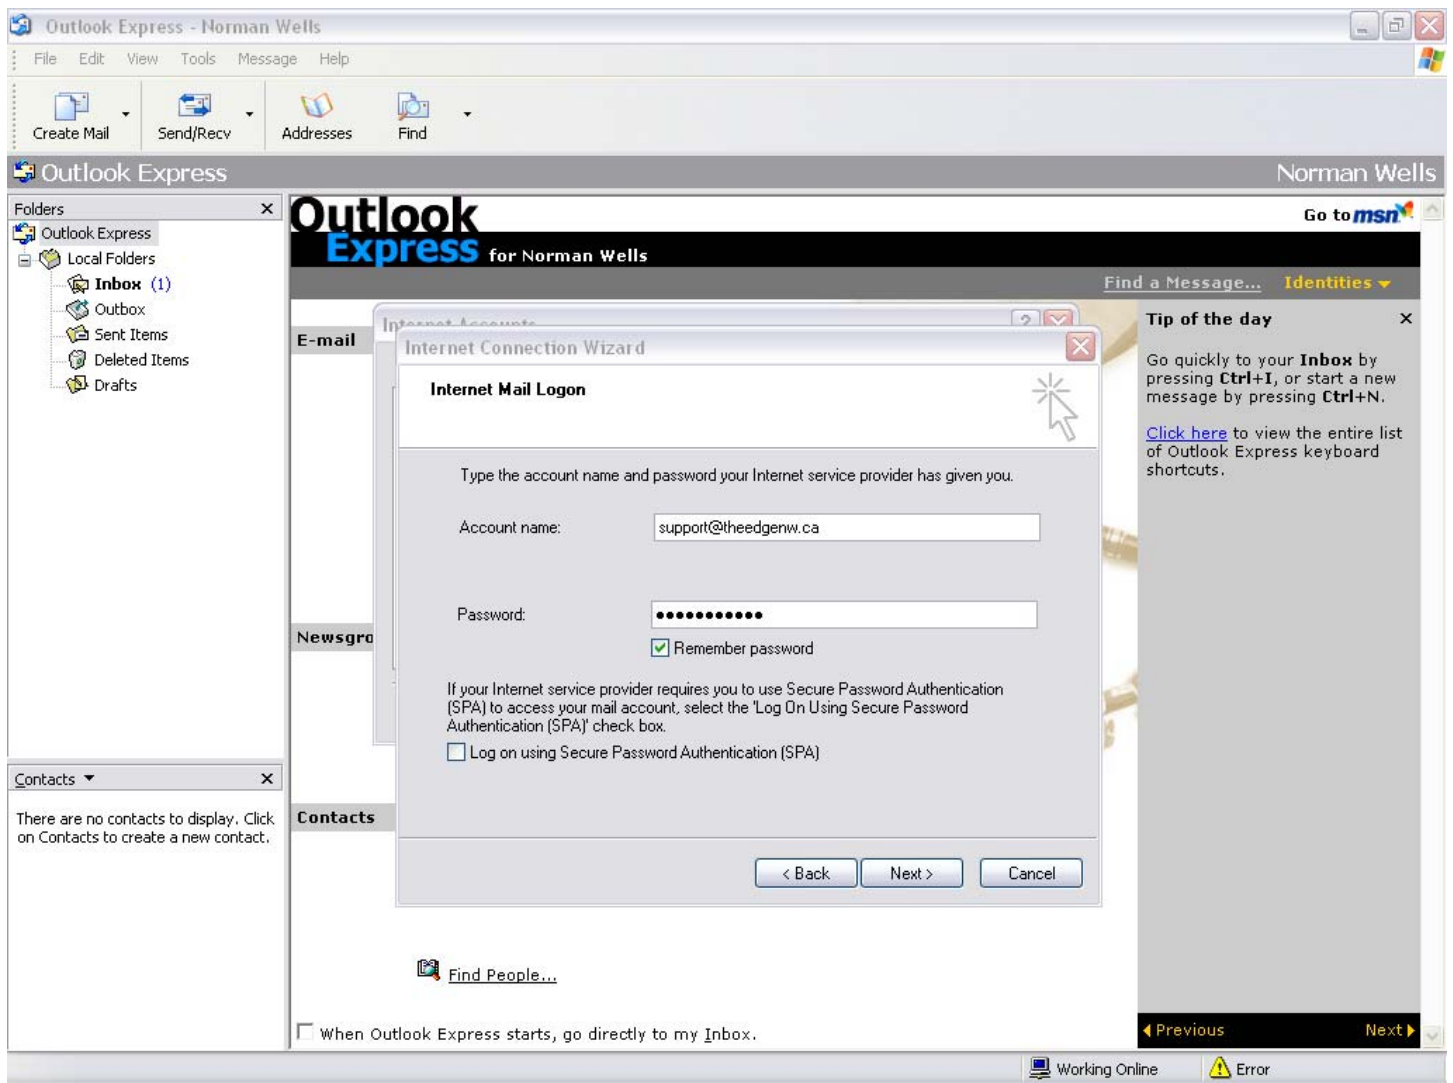 Outlook Express - Norman Wells
File Edit View Tools Message Help
Create Mail Send/Recv Addresses Find
Outlook Express Norman Wells
Folders x
Outlook Express
Local Folders
Inbox (1)
Outbox
Sent Items
Deleted Items
Drafts
Contacts x
There are no contacts to display. Click
on Contacts to create a new contact.
Outlook
Express for Norman Wells
Go to msn
Find a Message... Identities
E-mail
Newsgro
Contacts
Internet Accounts
Internet Connection Wizard
Internet Mail Logon
Type the account name and password your Internet service provider has given you.
Account name: support@theedgenw.ca
Password: •••••••••••
Remember password
If your Internet service provider requires you to use Secure Password Authentication
(SPA) to access your mail account, select the 'Log On Using Secure Password
Authentication (SPA)' check box.
Log on using Secure Password Authentication (SPA)
< Back Next > Cancel
Find People...
When Outlook Express starts, go directly to my Inbox.
Tip of the day x
Go quickly to your Inbox by
pressing Ctrl+I, or start a new
message by pressing Ctrl+N.
Click here to view the entire list
of Outlook Express keyboard
shortcuts.
Previous Next
Working Online Error